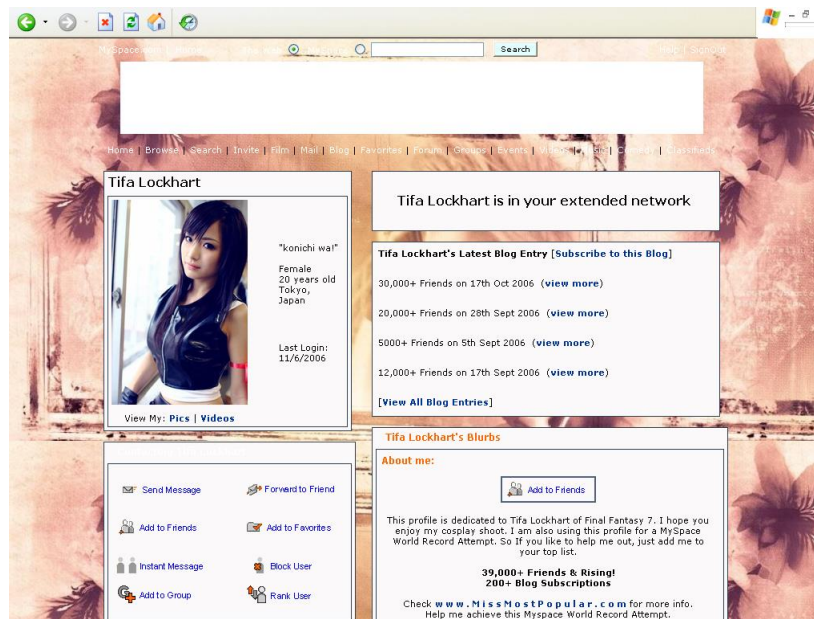 Search
Help | SignOut
Home | Browse | Search | Invite | Film | Mail | Blog | Favorites | Forum | Groups | Events | Videos | Music | Comedy | Classifieds
Tifa Lockhart
"konichi wa!"
Female
20 years old
Tokyo,
Japan
Last Login:
11/6/2006
View My: Pics | Videos
Send Message
Forward to Friend
Add to Friends
Add to Favorites
Instant Message
Block User
Add to Group
Rank User
Tifa Lockhart is in your extended network
Tifa Lockhart's Latest Blog Entry [Subscribe to this Blog]
30,000+ Friends on 17th Oct 2006 (view more)
20,000+ Friends on 28th Sept 2006 (view more)
5000+ Friends on 5th Sept 2006 (view more)
12,000+ Friends on 17th Sept 2006 (view more)
[View All Blog Entries]
Tifa Lockhart's Blurbs
About me:
Add to Friends
This profile is dedicated to Tifa Lockhart of Final Fantasy 7. I hope you
enjoy my cosplay shoot. I am also using this profile for a MySpace
World Record Attempt. So If you like to help me out, just add me to
your top list.
39,000+ Friends & Rising!
200+ Blog Subscriptions
Check www.MissMostPopular.com for more info.
Help me achieve this Myspace World Record Attempt.